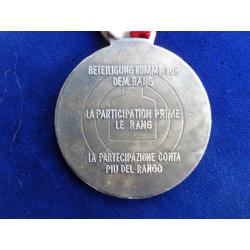 BETEILIGUNG KOMMT VOR
DEM RANG
LA PARTICIPATION PRIME
LE RANG
LA PARTECIPAZIONE CONTA
PIU DEL RANGO